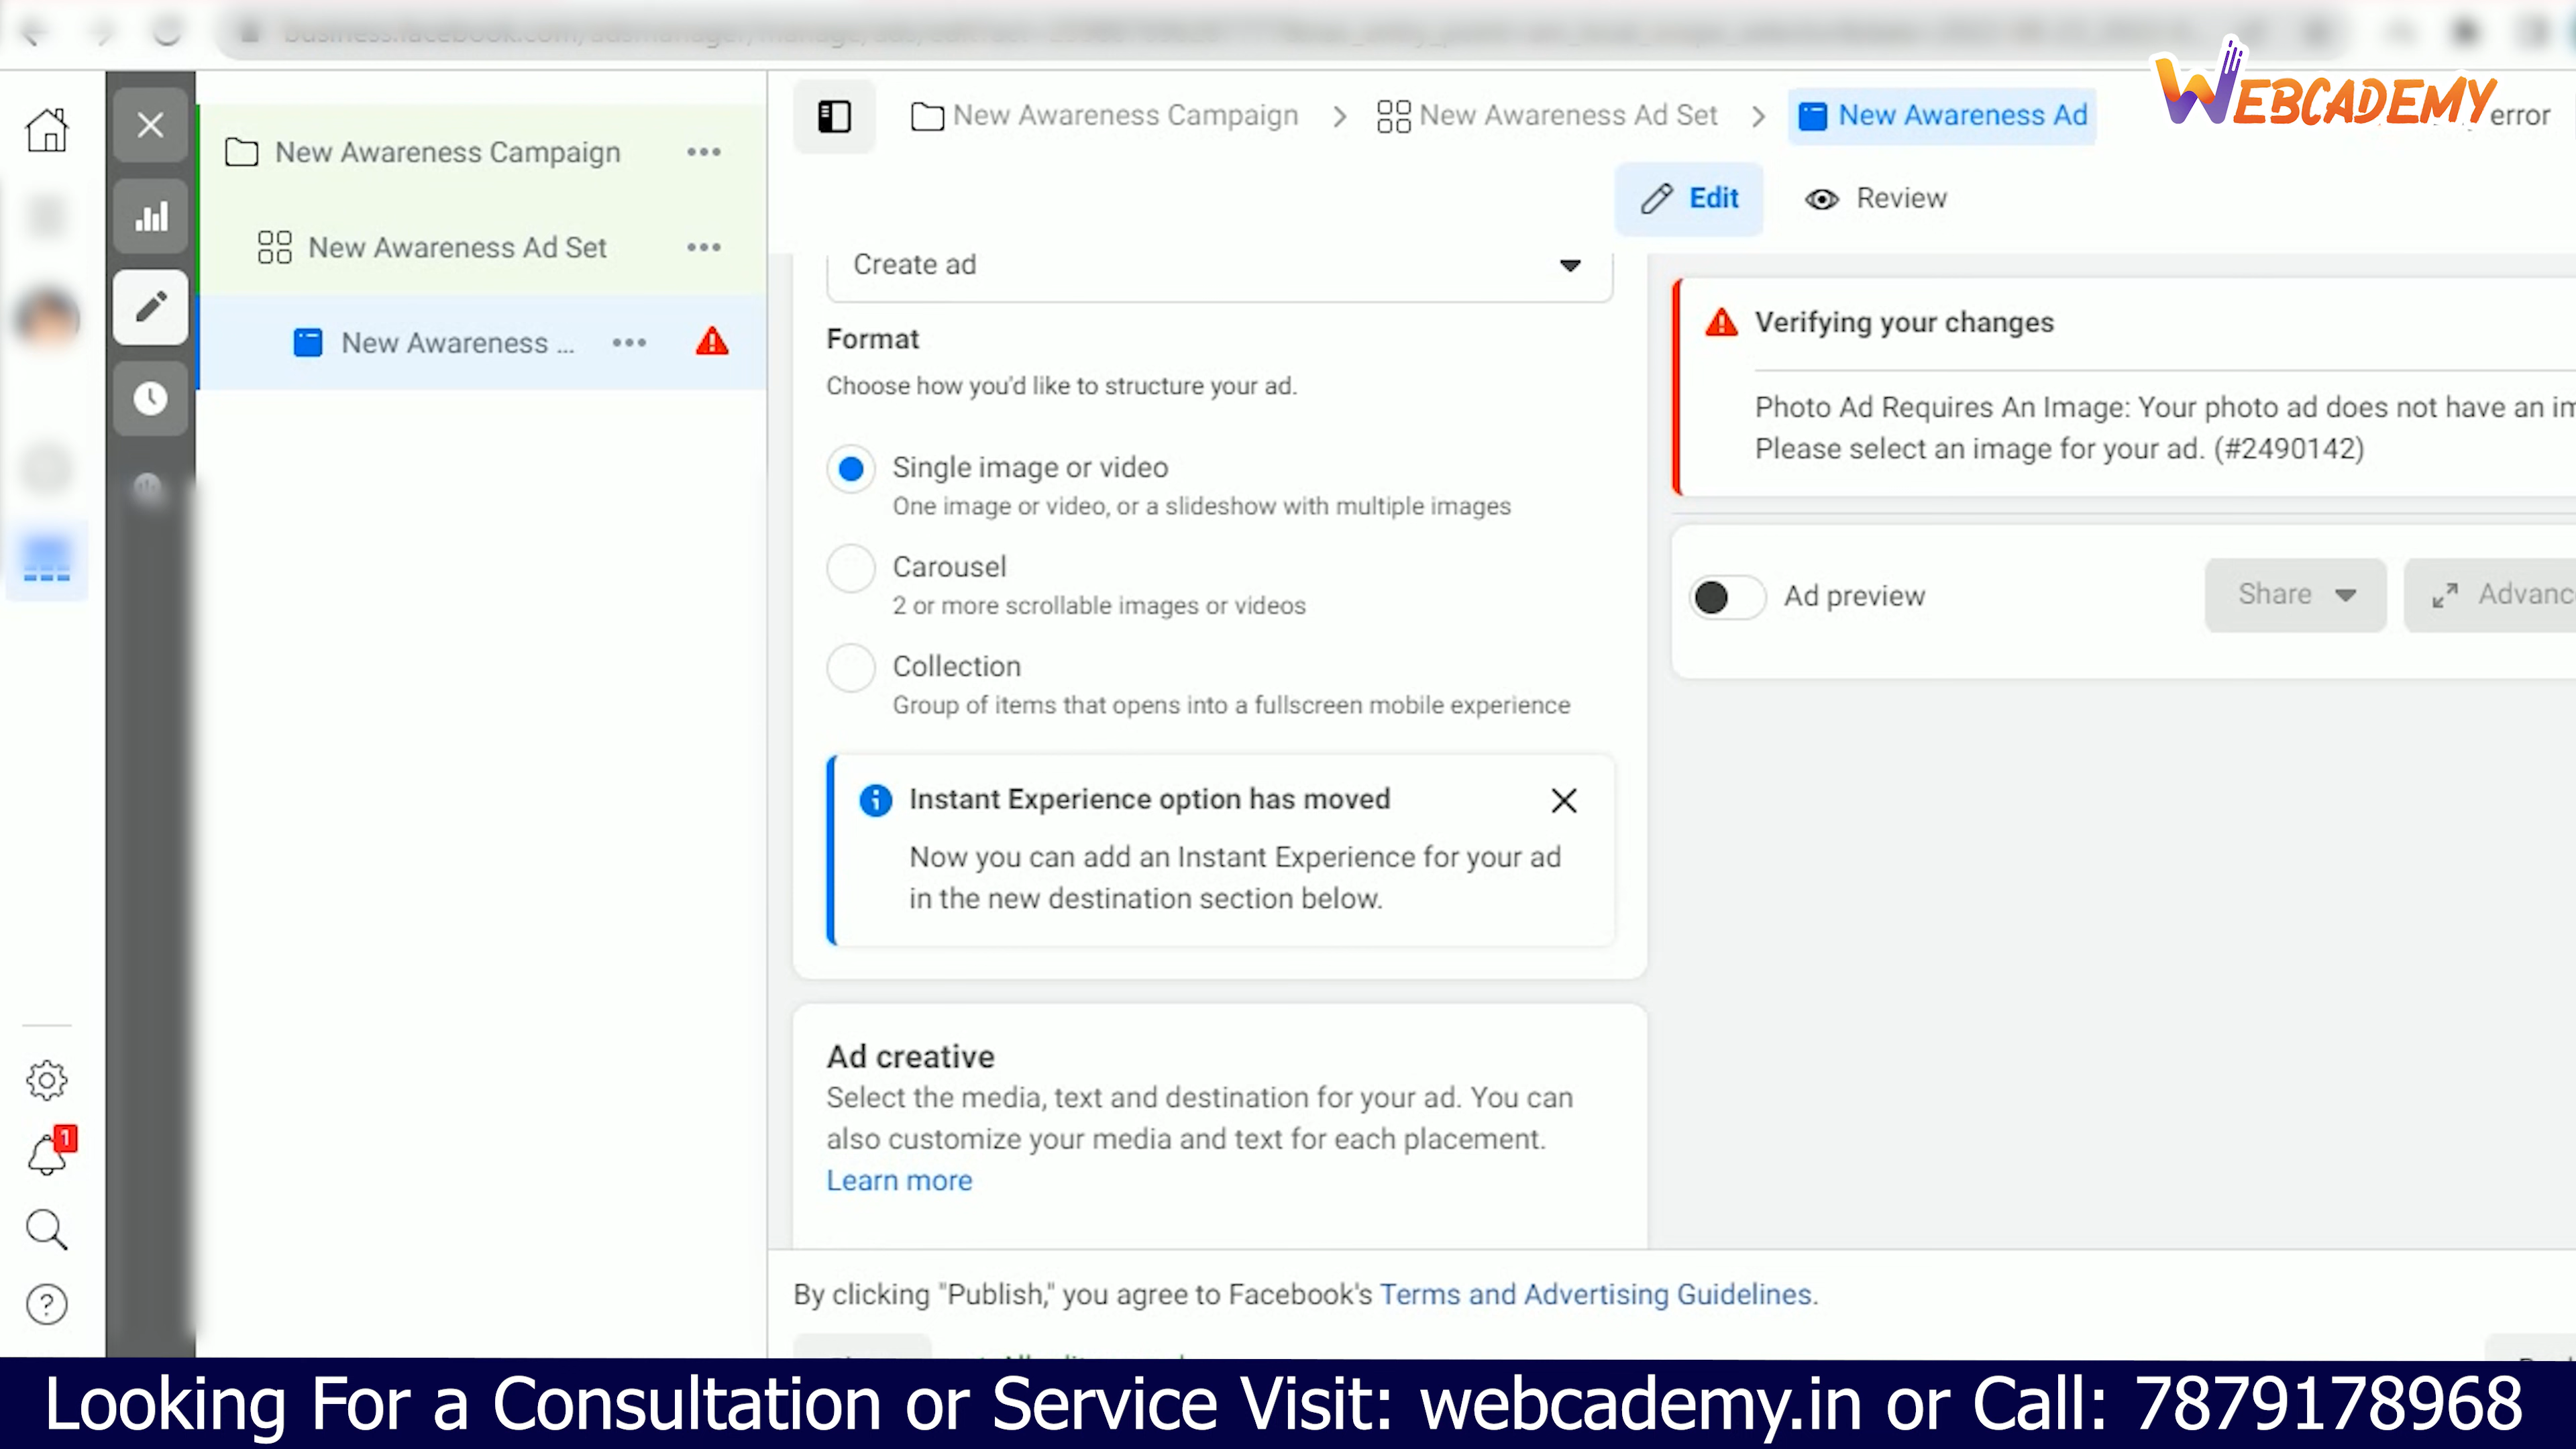 WEBCADEMY
error
New Awareness Campaign
New Awareness Ad Set
New Awareness Ad
New Awareness Campaign
New Awareness Ad Set
New Awareness ...
Edit
Review
Create ad
Format
Choose how you'd like to structure your ad.
Single image or video
One image or video, or a slideshow with multiple images
Carousel
2 or more scrollable images or videos
Collection
Group of items that opens into a fullscreen mobile experience
Instant Experience option has moved
Now you can add an Instant Experience for your ad
in the new destination section below.
Verifying your changes
Photo Ad Requires An Image: Your photo ad does not have an im
Please select an image for your ad. (#2490142)
Ad preview
Share
Advanc
Ad creative
Select the media, text and destination for your ad. You can
also customize your media and text for each placement.
Learn more
1
By clicking "Publish," you agree to Facebook's Terms and Advertising Guidelines.
Looking For a Consultation or Service Visit: webcademy.in or Call: 7879178968